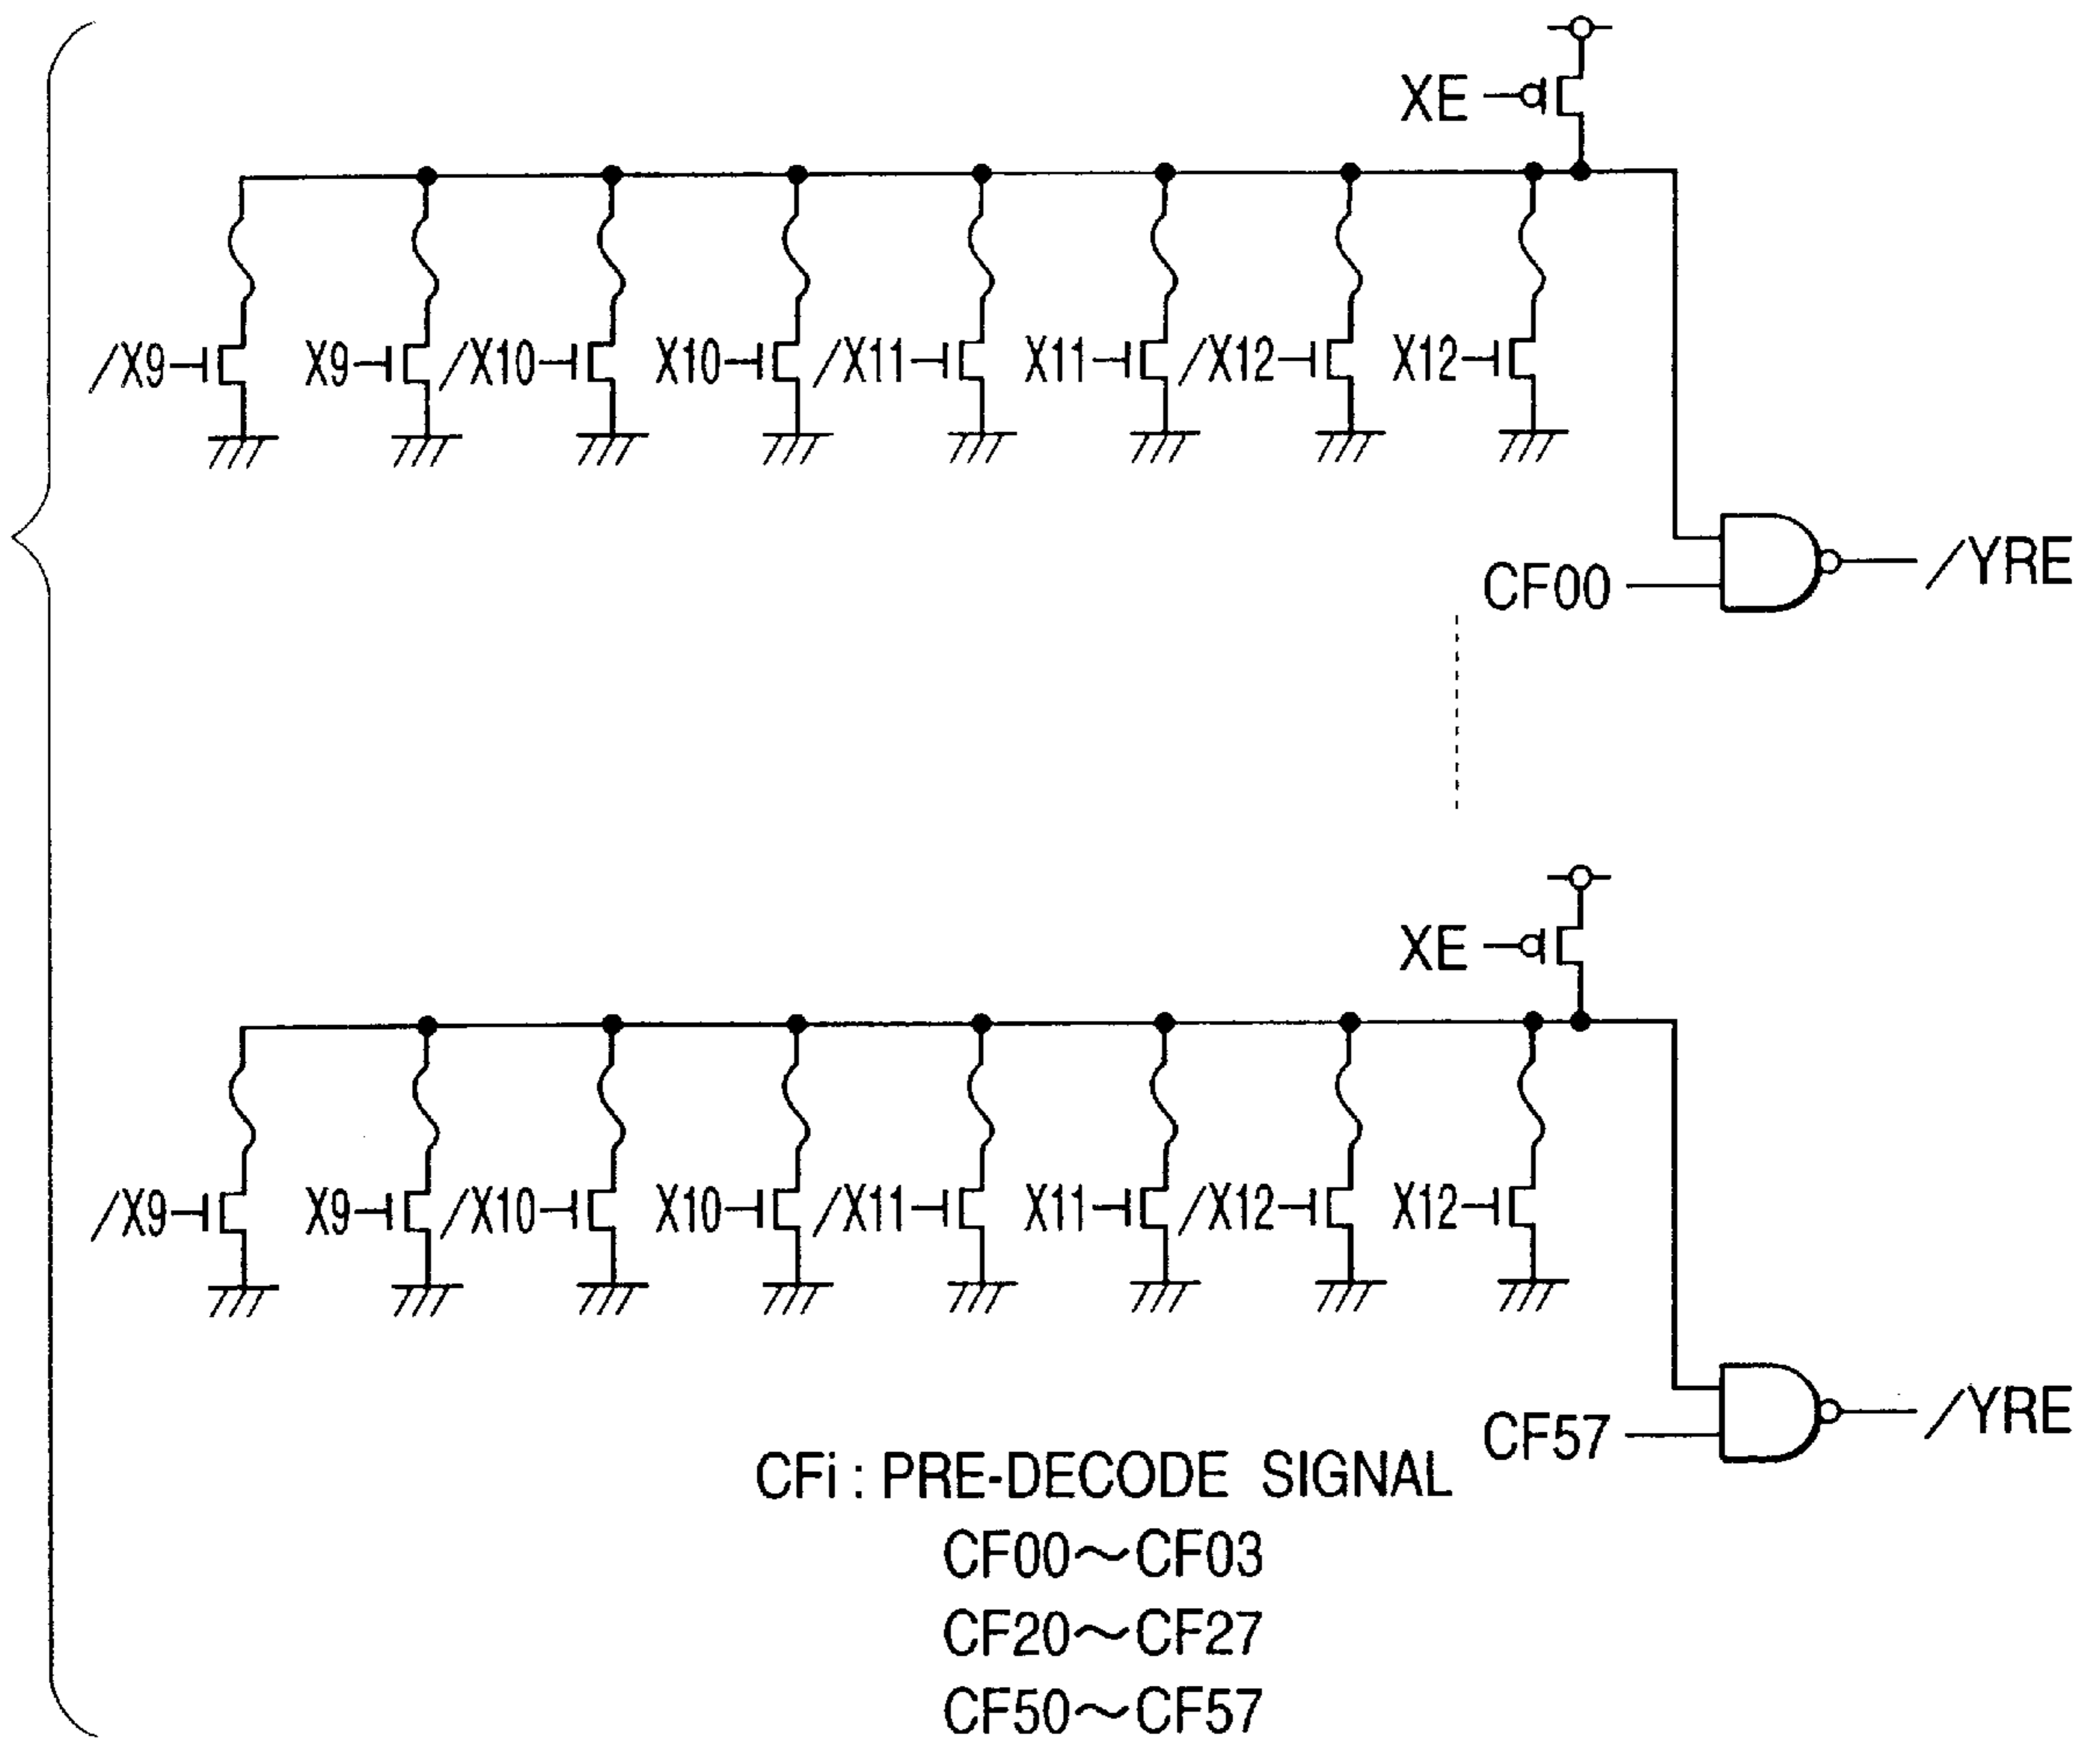 XE
/X9 X9 /X10 X10 /X11 X11 /X12 X12
CF00 /YRE
XE
/X9 X9 /X10 X10 /X11 X11 /X12 X12
CF57 /YRE
CFi : PRE-DECODE SIGNAL
CF00～CF03
CF20～CF27
CF50～CF57